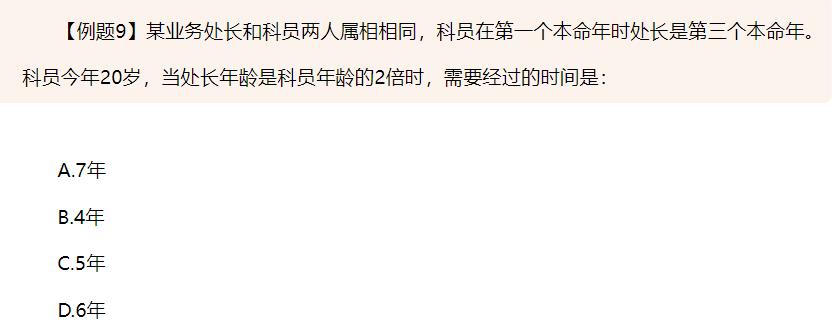 【例题9】某业务处长和科员两人属相相同，科员在第一个本命年时处长是第三个本命年。
科员今年20岁，当处长年龄是科员年龄的2倍时，需要经过的时间是：
A.7年
B.4年
C.5年
D.6年